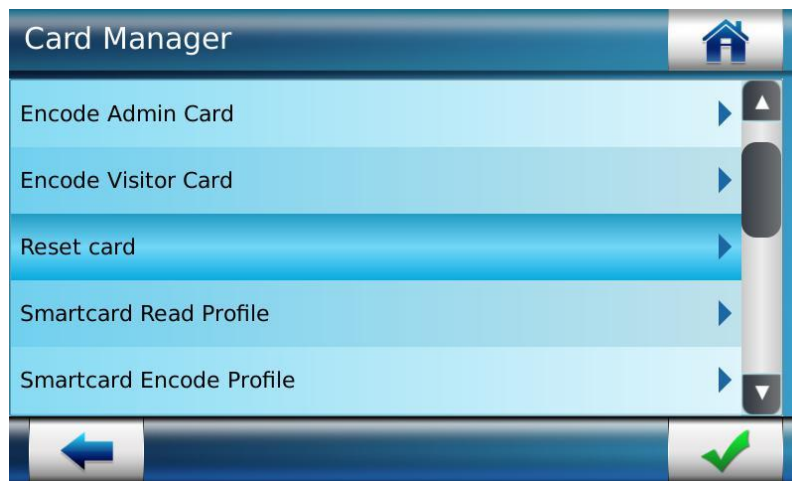 Card Manager
Encode Admin Card
Encode Visitor Card
Reset card
Smartcard Read Profile
Smartcard Encode Profile